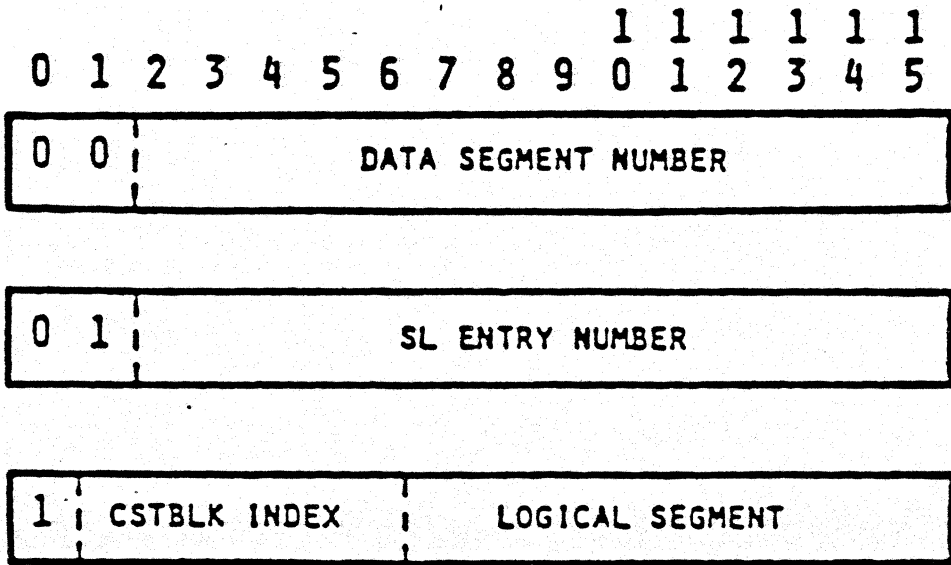 1 1 1 1 1 1
0 1 2 3 4 5 6 7 8 9 0 1 2 3 4 5
0 0 DATA SEGMENT NUMBER
0 1 SL ENTRY NUMBER
1 CSTBLK INDEX LOGICAL SEGMENT